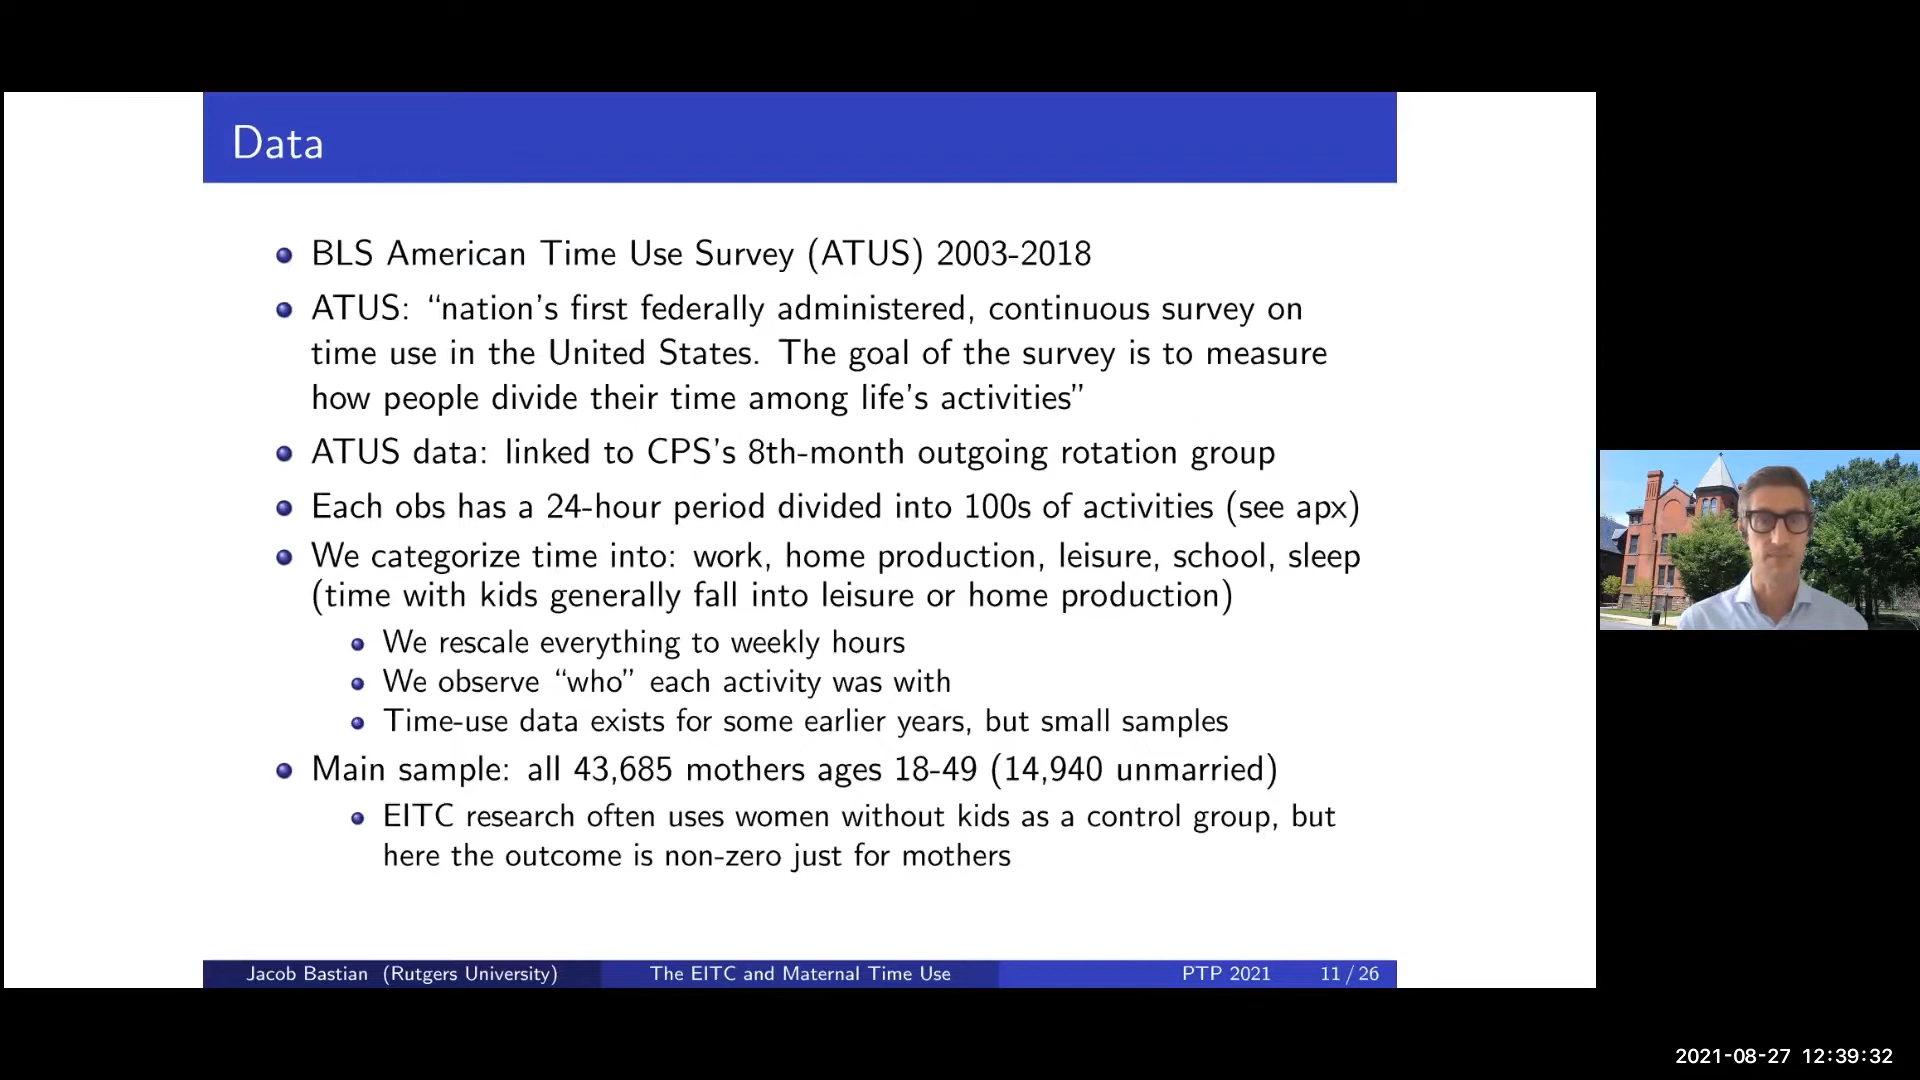 Data
BLS American Time Use Survey (ATUS) 2003-2018
ATUS: “nation’s first federally administered, continuous survey on
time use in the United States. The goal of the survey is to measure
how people divide their time among life’s activities”
ATUS data: linked to CPS’s 8th-month outgoing rotation group
Each obs has a 24-hour period divided into 100s of activities (see apx)
We categorize time into: work, home production, leisure, school, sleep
(time with kids generally fall into leisure or home production)
We rescale everything to weekly hours
We observe “who” each activity was with
Time-use data exists for some earlier years, but small samples
Main sample: all 43,685 mothers ages 18-49 (14,940 unmarried)
EITC research often uses women without kids as a control group, but
here the outcome is non-zero just for mothers
Jacob Bastian (Rutgers University) The EITC and Maternal Time Use PTP 2021 11 / 26
2021-08-27 12:39:32